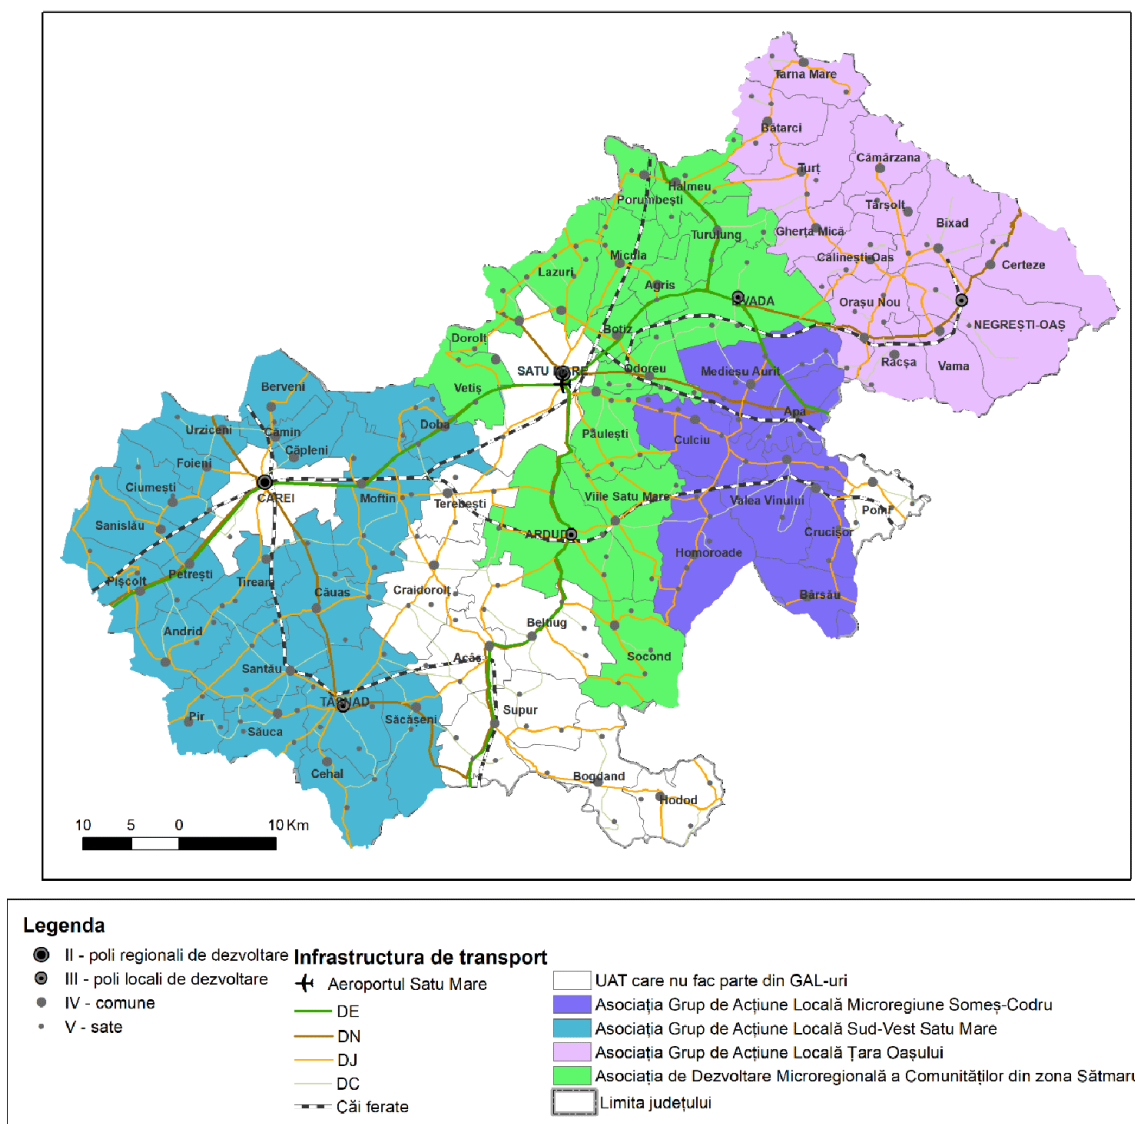 Tarna Mare
Bătarci
Cămărzana
Turț
Halmeu
Porumbești
Târșolt
Bixad
Turulung
Gherța Mică
Micula
Călinești-Oaș
Certeze
Lazuri
Agriș
LIVADA
Orașu Nou
NEGREȘTI-OAȘ
Botiz
Dorolț
Racșa
Vama
SATU MARE
Odoreu
Medieșu Aurit
Vetiș
Berveni
Apa
Urziceni
Cămin
Doba
Păulești
Culciu
Căpleni
Foieni
Ciumești
CAREI
Moftin
Terebești
Viile Satu Mare
Valea Vinului
Pomi
Sanislău
ARDUD
Crucișor
Homoroade
Pișcolt
Petrești
Tiream
Căuaș
Craidorolț
Bârsău
Andrid
Beltiug
Acâș
Socond
Santău
TĂȘNAD
Pir
Săcășeni
Supur
Săuca
Cehal
Bogdand
Hodod
10 5 0 10 Km
Legenda
II - poli regionali de dezvoltare
III - poli locali de dezvoltare
IV - comune
V - sate
Infrastructura de transport
Aeroportul Satu Mare
DE
DN
DJ
DC
Căi ferate
UAT care nu fac parte din GAL-uri
Asociația Grup de Acțiune Locală Microregiune Someș-Codru
Asociația Grup de Acțiune Locală Sud-Vest Satu Mare
Asociația Grup de Acțiune Locală Țara Oașului
Asociația de Dezvoltare Microregională a Comunităților din zona Sătmaru
Limita județului